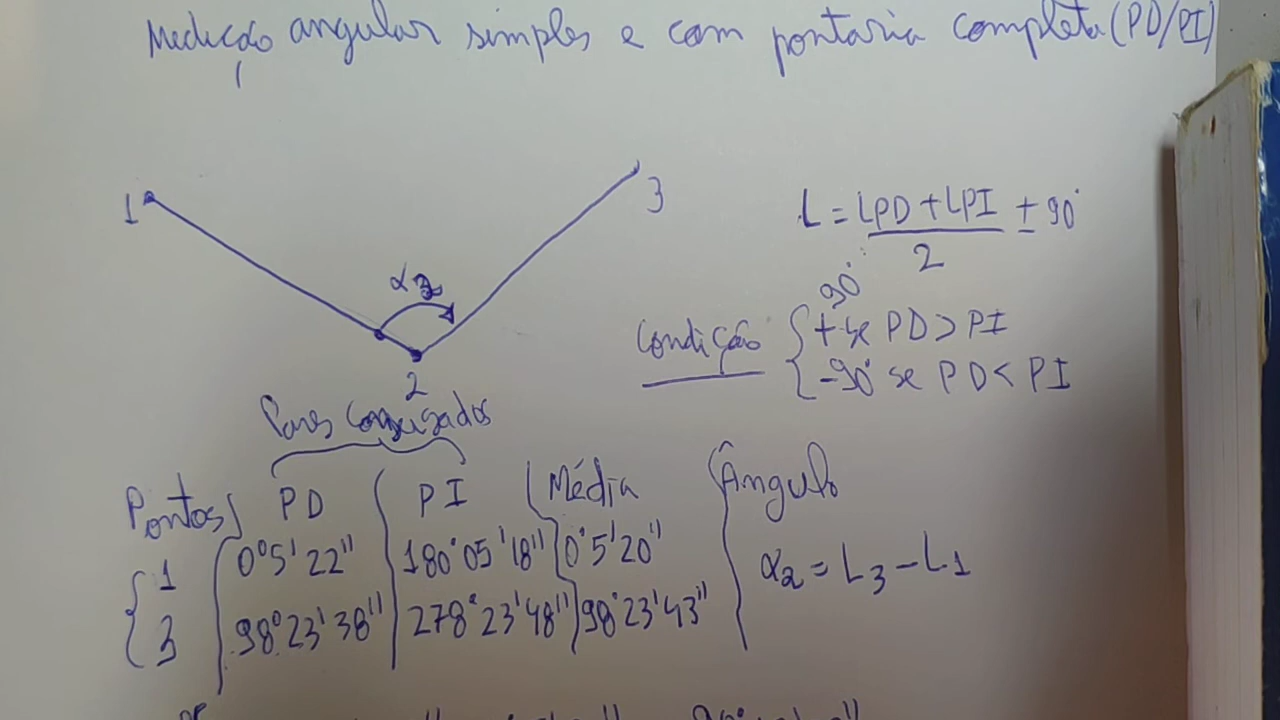 Medição angular simples e com pontaria completa (PD/PI)
1
3
α2
2
L = LPD + LPI ± 90°
2
90°
Condição { + se PD > PI
-90° se PD < PI
Pares conjugados
Pontos PD PI Média Ângulo
1 0°5'22" 180°05'18" 0°5'20"
3 98°23'38" 278°23'48" 98°23'43"
α2 = L3 - L1